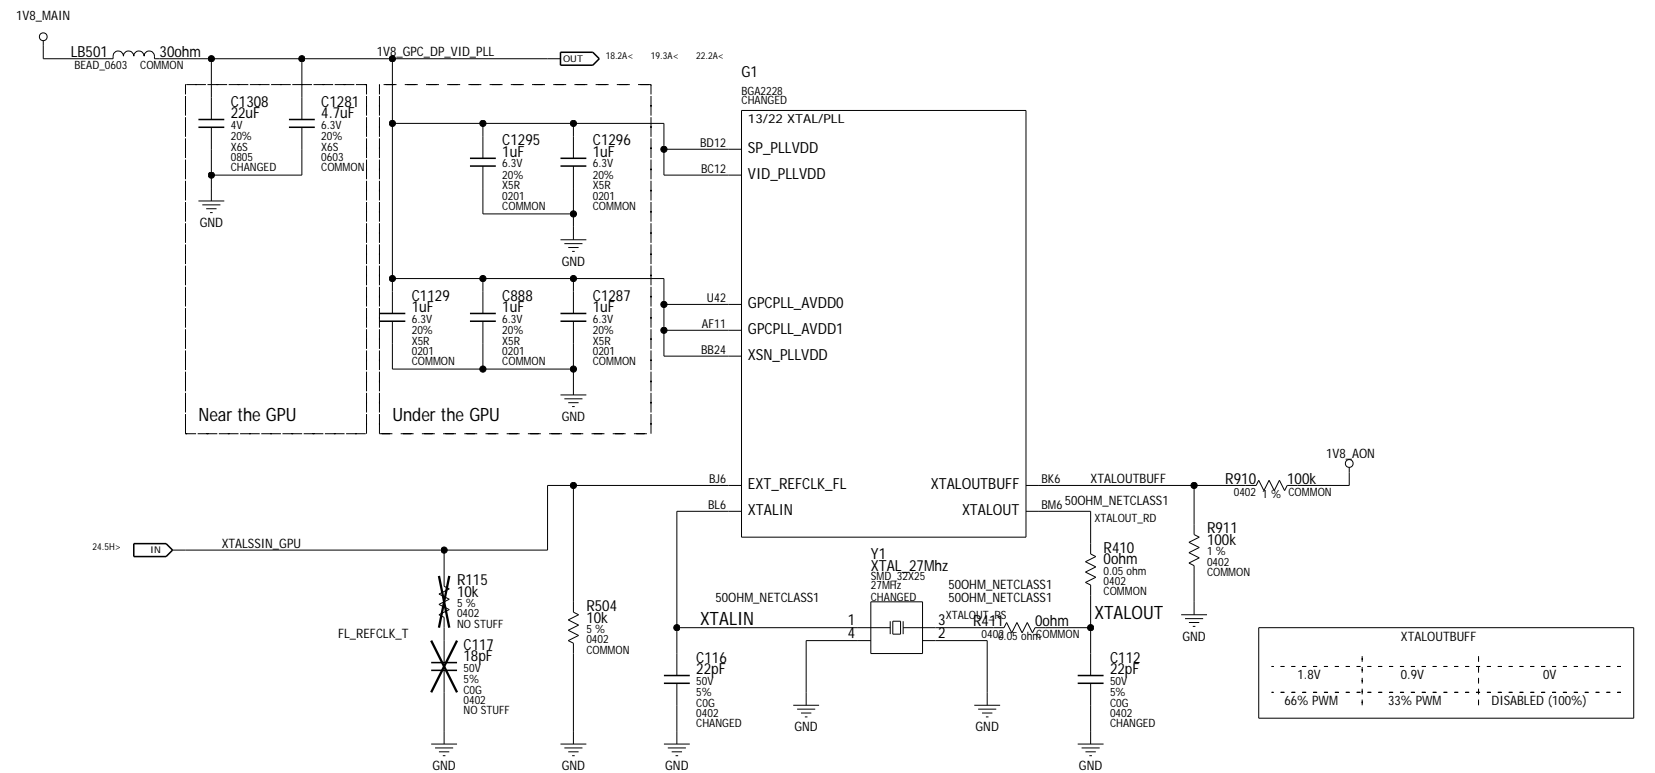 1V8_MAIN
LB501 30ohm
BEAD_0603 COMMON
1V8_GPC_DP_VID_PLL
OUT
18.2A< 19.3A< 22.2A<
C1308
22uF
4V
20%
X6S
0805
CHANGED
C1281
4.7uF
6.3V
20%
X6S
0603
COMMON
GND
Near the GPU
C1295
1uF
6.3V
20%
X5R
0201
COMMON
C1296
1uF
6.3V
20%
X5R
0201
COMMON
GND
C1129
1uF
6.3V
20%
X5R
0201
COMMON
C888
1uF
6.3V
20%
X5R
0201
COMMON
C1287
1uF
6.3V
20%
X5R
0201
COMMON
GND
Under the GPU
G1
BGA2228
CHANGED
13/22 XTAL/PLL
BD12 SP_PLLVDD
BC12 VID_PLLVDD
U42 GPCPLL_AVDD0
AF11 GPCPLL_AVDD1
BB24 XSN_PLLVDD
BJ6 EXT_REFCLK_FL
BL6 XTALIN
XTALOUTBUFF BK6 XTALOUTBUFF
XTALOUT BM6 50OHM_NETCLASS1
XTALOUT_RD
1V8_AON
R910 100k
0402 1 % COMMON
R911
100k
1 %
0402
COMMON
GND
24.5H> IN XTALSSIN_GPU
R115
10k
5 %
0402
NO STUFF
FL_REFCLK_T
C117
18pF
50V
5%
C0G
0402
NO STUFF
GND
R504
10k
5 %
0402
COMMON
GND
50OHM_NETCLASS1
XTALIN
C116
22pF
50V
5%
C0G
0402
CHANGED
GND
Y1
XTAL_27Mhz
SMD_32X25
27MHz
CHANGED
1 3
4 2
GND
GND
50OHM_NETCLASS1
50OHM_NETCLASS1
XTALOUT_RS
R411 0ohm
0402 0.05 ohm COMMON
R410
0ohm
0.05 ohm
0402
COMMON
XTALOUT
C112
22pF
50V
5%
C0G
0402
CHANGED
GND
XTALOUTBUFF
1.8V 0.9V 0V
66% PWM 33% PWM DISABLED (100%)